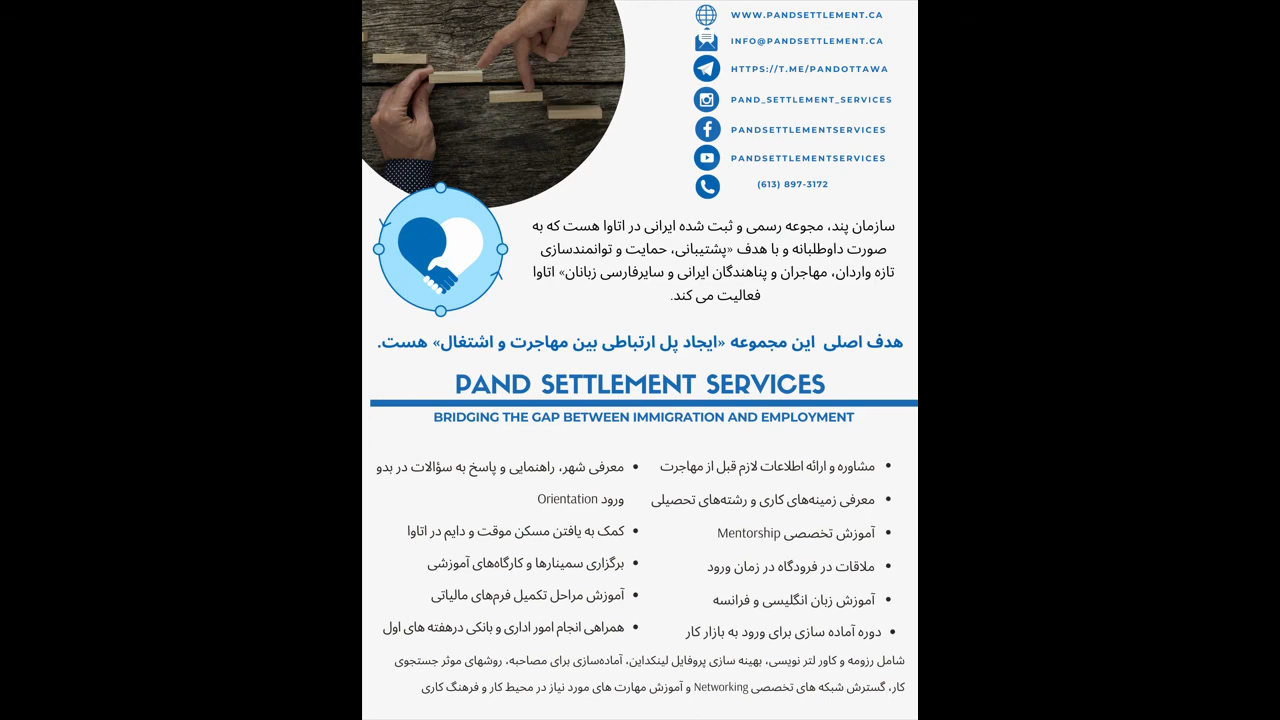 WWW.PANDSETTLEMENT.CA
INFO@PANDSETTLEMENT.CA
HTTPS://T.ME/PANDOTTAWA
PAND_SETTLEMENT_SERVICES
PANDSETTLEMENTSERVICES
PANDSETTLEMENTSERVICES
(613) 897-3172
سازمان پند، مجوعه رسمی و ثبت شده ایرانی در اتاوا هست که به
صورت داوطلبانه و با هدف «پشتیبانی، حمایت و توانمندسازی
تازه واردان، مهاجران و پناهندگان ایرانی و سایرفارسی زبانان» اتاوا
فعالیت می کند.
هدف اصلی این مجموعه «ایجاد پل ارتباطی بین مهاجرت و اشتغال» هست.
PAND SETTLEMENT SERVICES
BRIDGING THE GAP BETWEEN IMMIGRATION AND EMPLOYMENT
• مشاوره و ارائه اطلاعات لازم قبل از مهاجرت
• معرفی زمینه‌های کاری و رشته‌های تحصیلی
• آموزش تخصصی Mentorship
• ملاقات در فرودگاه در زمان ورود
• آموزش زبان انگلیسی و فرانسه
• دوره آماده سازی برای ورود به بازار کار
• معرفی شهر، راهنمایی و پاسخ به سؤالات در بدو
ورود Orientation
• کمک به یافتن مسکن موقت و دایم در اتاوا
• برگزاری سمینارها و کارگاه‌های آموزشی
• آموزش مراحل تکمیل فرم‌های مالیاتی
• همراهی انجام امور اداری و بانکی درهفته های اول
شامل رزومه و کاور لتر نویسی، بهینه سازی پروفایل لینکداین، آماده‌سازی برای مصاحبه، روشهای موثر جستجوی
کار، گسترش شبکه های تخصصی Networking و آموزش مهارت های مورد نیاز در محیط کار و فرهنگ کاری